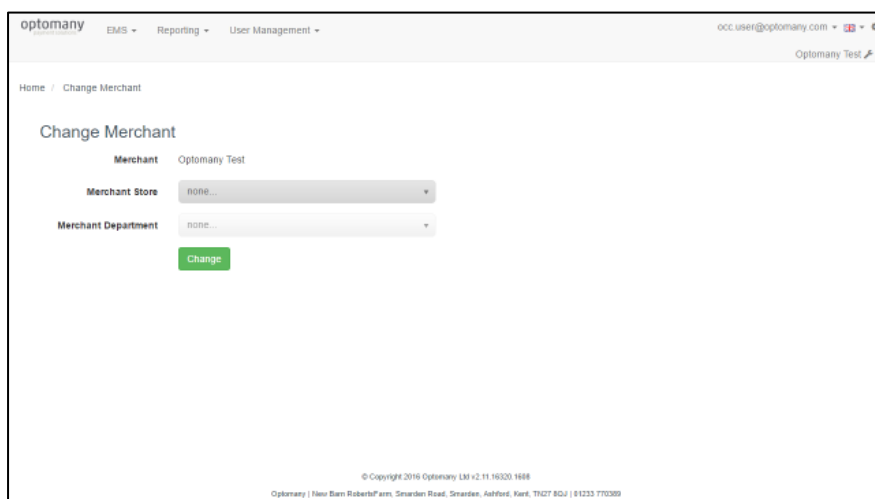 optomany
EMS
Reporting
User Management
occ.user@optomany.com
Optomany Test
Home / Change Merchant
Change Merchant
Merchant Optomany Test
Merchant Store none...
Merchant Department none...
Change
© Copyright 2016 Optomany Ltd v2.11.16320.1608
Optomany | New Barn Roberts Farm, Smarden Road, Smarden, Ashford, Kent, TN27 8QJ | 01233 770389